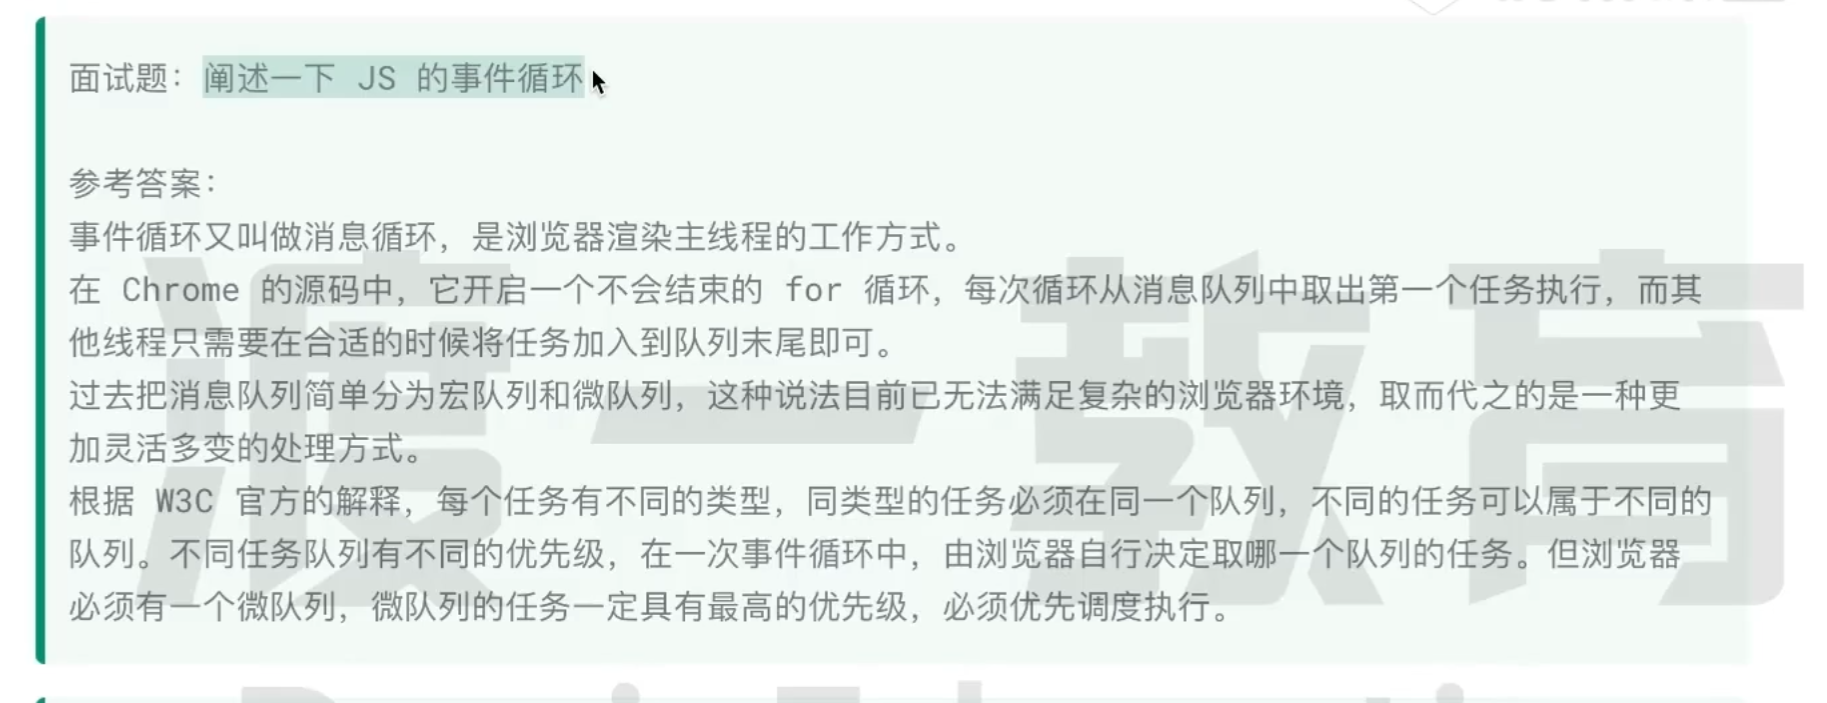 面试题：阐述一下 JS 的事件循环
参考答案：
事件循环又叫做消息循环，是浏览器渲染主线程的工作方式。
在 Chrome 的源码中，它开启一个不会结束的 for 循环，每次循环从消息队列中取出第一个任务执行，而其
他线程只需要在合适的时候将任务加入到队列末尾即可。
过去把消息队列简单分为宏队列和微队列，这种说法目前已无法满足复杂的浏览器环境，取而代之的是一种更
加灵活多变的处理方式。
根据 W3C 官方的解释，每个任务有不同的类型，同类型的任务必须在同一个队列，不同的任务可以属于不同的
队列。不同任务队列有不同的优先级，在一次事件循环中，由浏览器自行决定取哪一个队列的任务。但浏览器
必须有一个微队列，微队列的任务一定具有最高的优先级，必须优先调度执行。
渡一教育